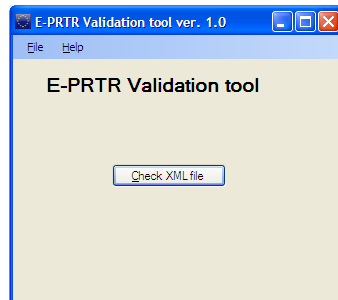 E-PRTR Validation tool ver. 1.0
File Help
E-PRTR Validation tool
Check XML file